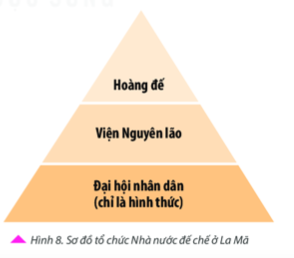 Hoàng đế
Viện Nguyên lão
Đại hội nhân dân
(chỉ là hình thức)
Hình 8. Sơ đồ tổ chức Nhà nước đế chế ở La Mã